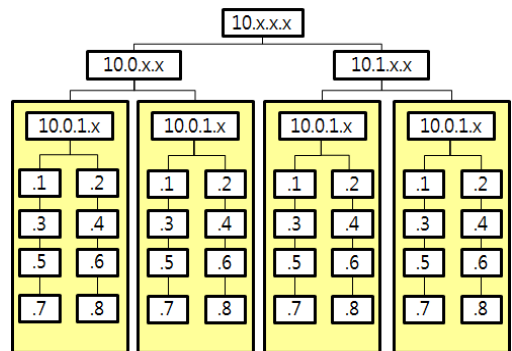 10.x.x.x
10.0.x.x 10.1.x.x
10.0.1.x 10.0.1.x 10.0.1.x 10.0.1.x
.1 .2 .1 .2 .1 .2 .1 .2
.3 .4 .3 .4 .3 .4 .3 .4
.5 .6 .5 .6 .5 .6 .5 .6
.7 .8 .7 .8 .7 .8 .7 .8